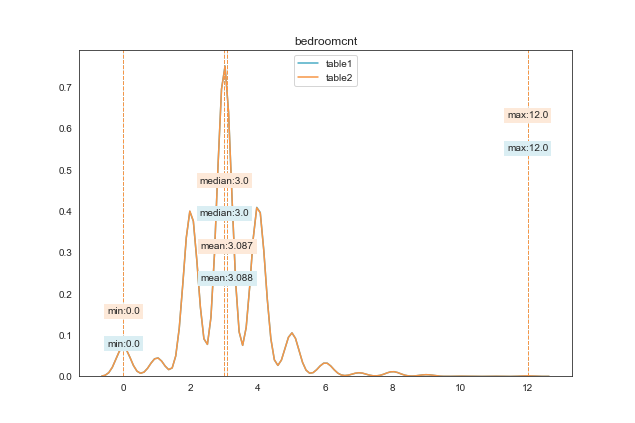 bedroomcnt
table1
table2
0.7
0.6
0.5
0.4
0.3
0.2
0.1
0.0
max:12.0
max:12.0
median:3.0
median:3.0
mean:3.087
mean:3.088
min:0.0
min:0.0
0 2 4 6 8 10 12